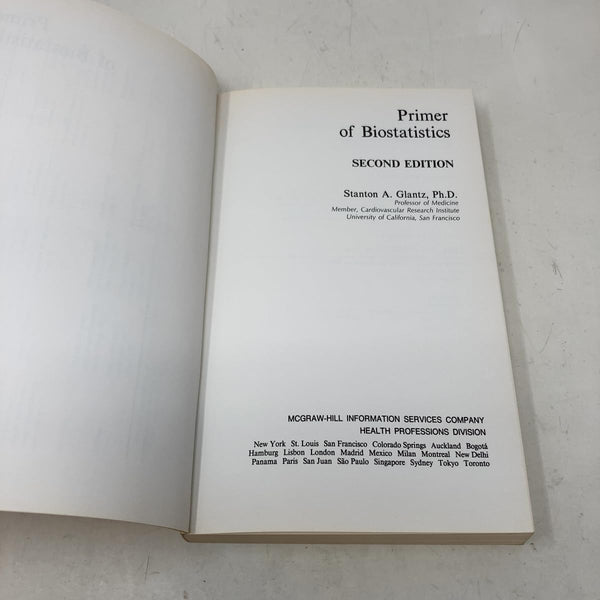 Primer
of Biostatistics
SECOND EDITION
Stanton A. Glantz, Ph.D.
Professor of Medicine
Member, Cardiovascular Research Institute
University of California, San Francisco
MCGRAW-HILL INFORMATION SERVICES COMPANY
HEALTH PROFESSIONS DIVISION
New York St. Louis San Francisco Colorado Springs Auckland Bogotá
Hamburg Lisbon London Madrid Mexico Milan Montreal New Delhi
Panama Paris San Juan São Paulo Singapore Sydney Tokyo Toronto